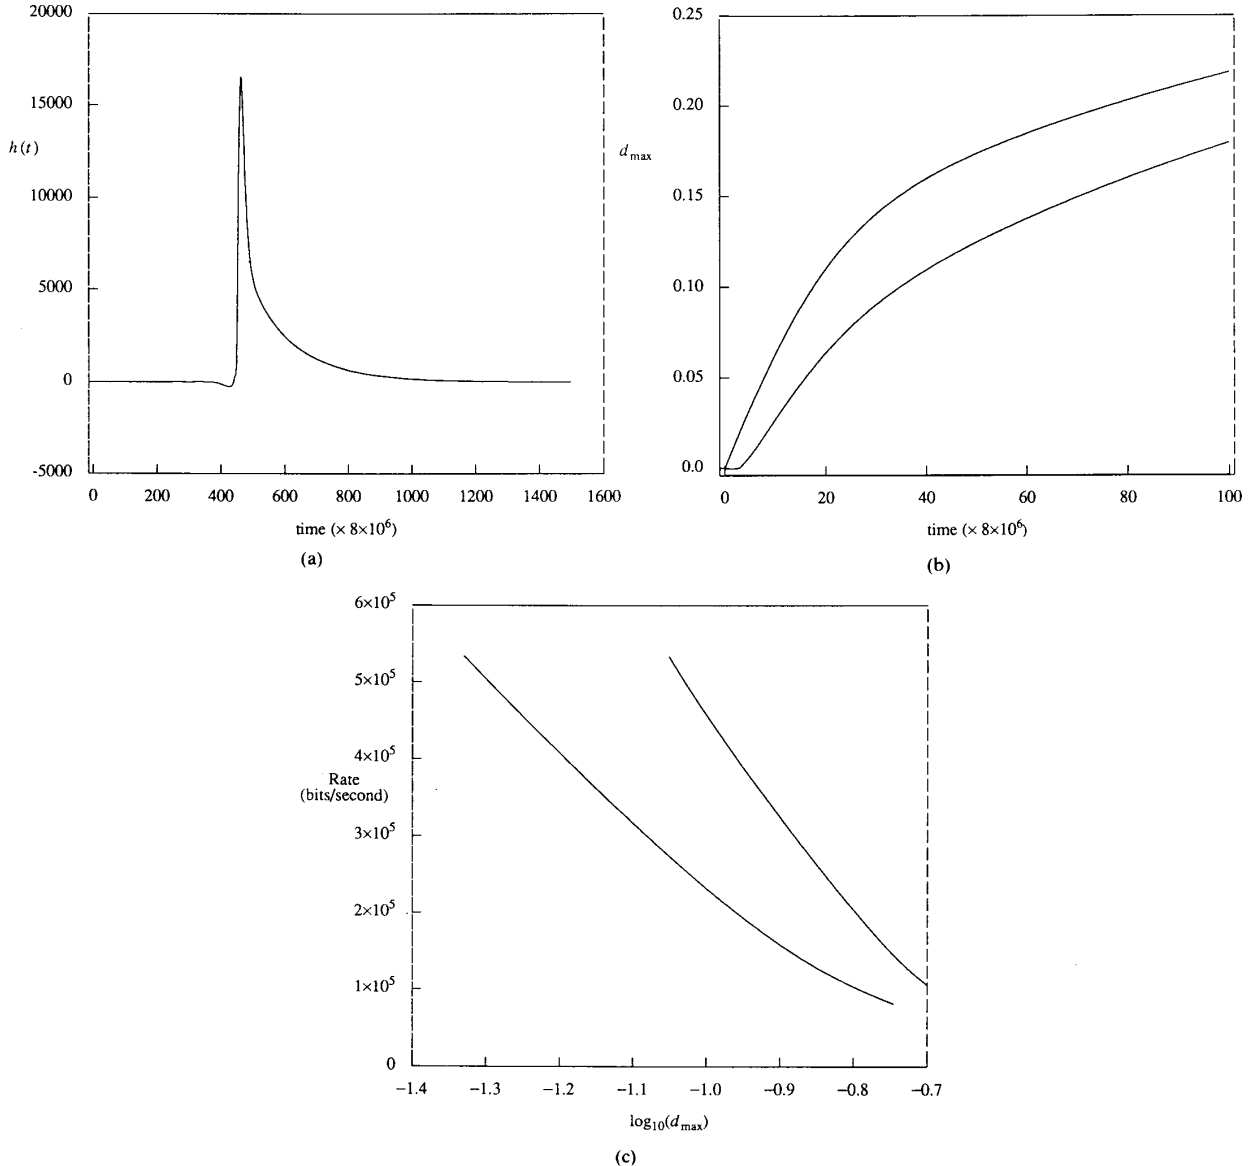 20000
15000
h(t)
10000
5000
0
-5000
0 200 400 600 800 1000 1200 1400 1600
time (× 8×10⁶)
(a)
0.25
0.20
d max
0.15
0.10
0.05
0.0
0 20 40 60 80 100
time (× 8×10⁶)
(b)
6×10⁵
5×10⁵
4×10⁵
Rate
(bits/second)
3×10⁵
2×10⁵
1×10⁵
0
−1.4 −1.3 −1.2 −1.1 −1.0 −0.9 −0.8 −0.7
log₁₀(d max)
(c)